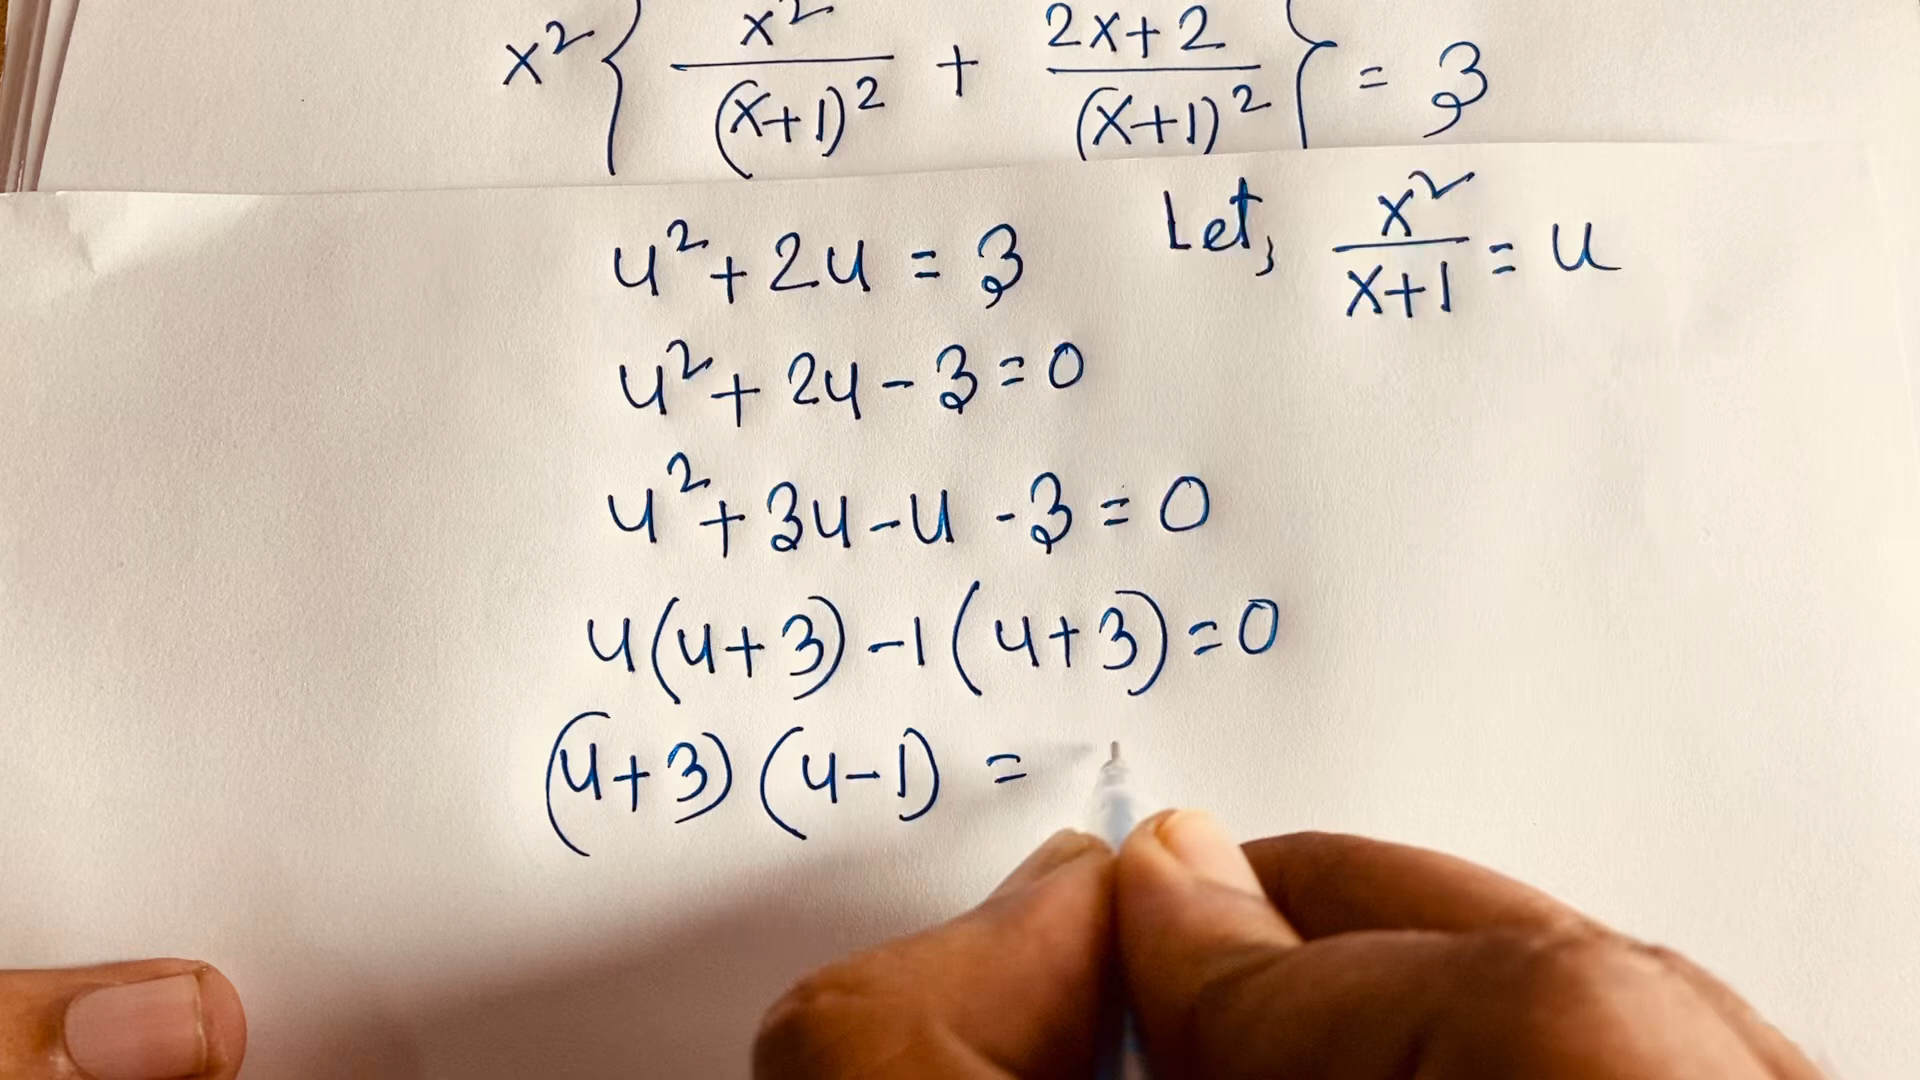 x² { x²/(x+1)² + 2x+2/(x+1)² } = 3
u² + 2u = 3 Let, x²/x+1 = u
u² + 2u - 3 = 0
u² + 3u - u - 3 = 0
u(u+3) - 1(u+3) = 0
(u+3)(u-1) =